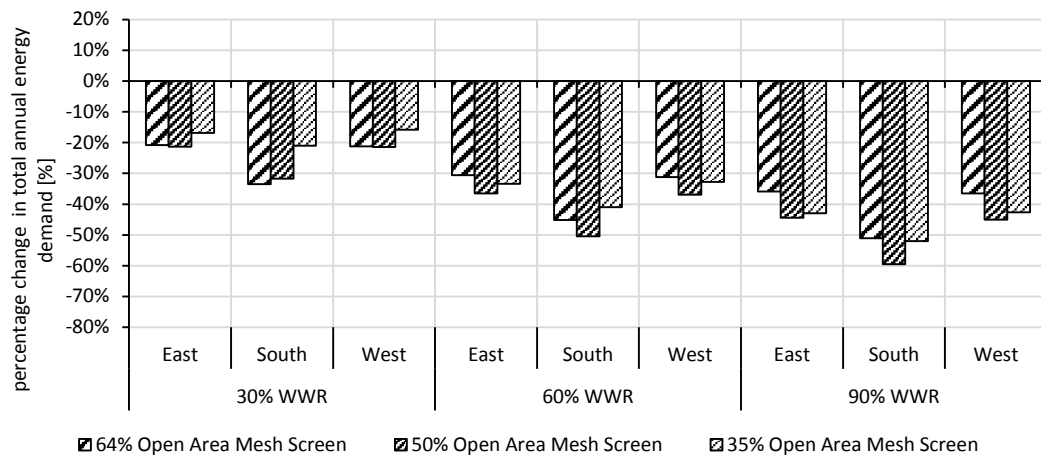 percentage change in total annual energy
demand [%]
20%
10%
0%
-10%
-20%
-30%
-40%
-50%
-60%
-70%
-80%
East South West East South West East South West
30% WWR 60% WWR 90% WWR
64% Open Area Mesh Screen 50% Open Area Mesh Screen 35% Open Area Mesh Screen